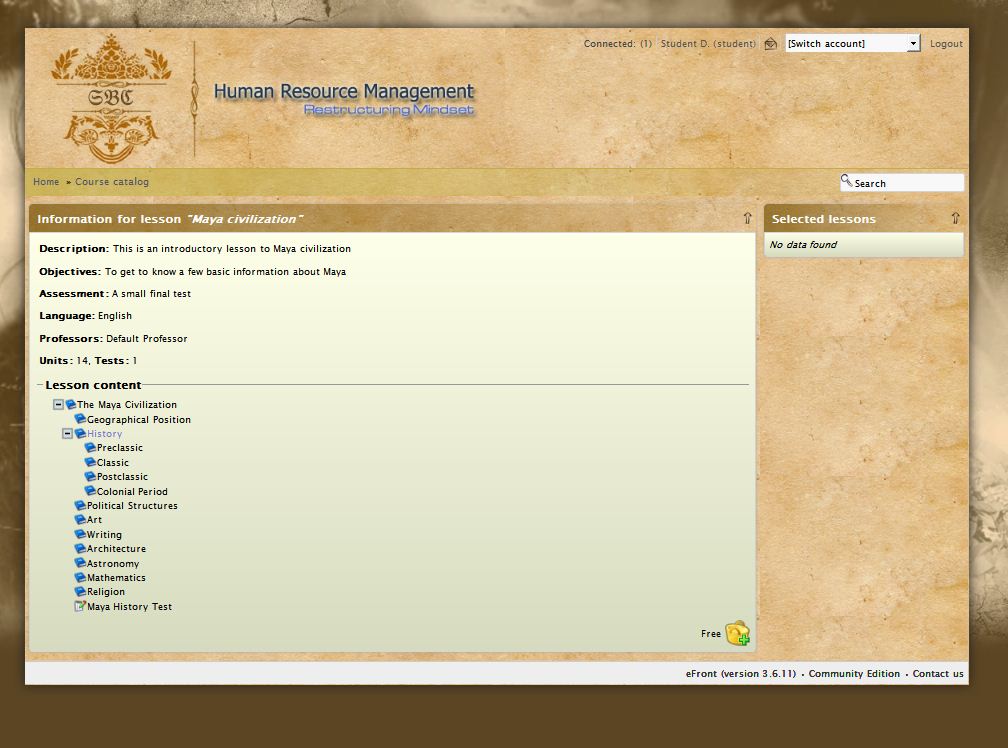 Connected: (1) Student D. (student) [Switch account] Logout
SBC
Human Resource Management
Restructuring Mindset
Home » Course catalog
Search
Information for lesson "Maya civilization"
Description: This is an introductory lesson to Maya civilization
Objectives: To get to know a few basic information about Maya
Assessment: A small final test
Language: English
Professors: Default Professor
Units: 14, Tests: 1
Lesson content
The Maya Civilization
Geographical Position
History
Preclassic
Classic
Postclassic
Colonial Period
Political Structures
Art
Writing
Architecture
Astronomy
Mathematics
Religion
Maya History Test
Free
Selected lessons
No data found
eFront (version 3.6.11) • Community Edition • Contact us